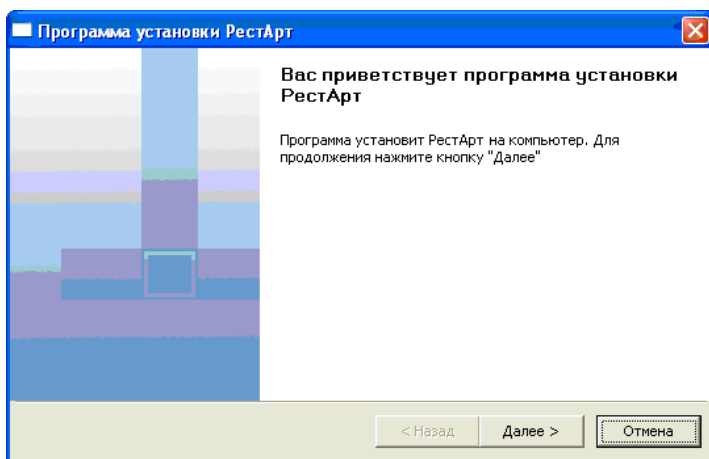 Программа установки РестАрт
Вас приветствует программа установки
РестАрт
Программа установит РестАрт на компьютер. Для
продолжения нажмите кнопку "Далее"
< Назад
Далее >
Отмена